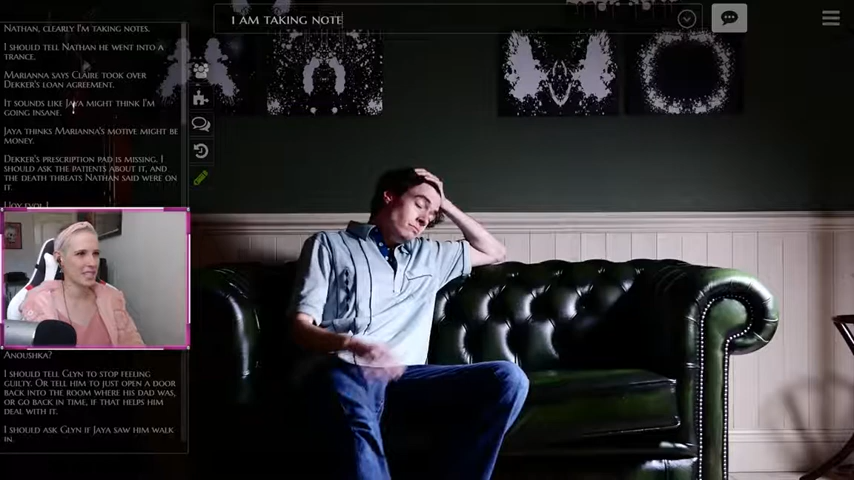 I AM TAKING NOTE
NATHAN, CLEARLY I'M TAKING NOTES.
I SHOULD TELL NATHAN HE WENT INTO A
TRANCE.
MARIANNA SAYS CLAIRE TOOK OVER
DEKKER'S LOAN AGREEMENT.
IT SOUNDS LIKE JAYA MIGHT THINK I'M
GOING INSANE.
JAYA THINKS MARIANNA'S MOTIVE MIGHT BE
MONEY.
DEKKER'S PRESCRIPTION PAD IS MISSING. I
SHOULD ASK THE PATIENTS ABOUT IT, AND
THE DEATH THREATS NATHAN SAID WERE ON
IT.
ANOUSHKA?
I SHOULD TELL GLYN TO STOP FEELING
GUILTY. OR TELL HIM TO JUST OPEN A DOOR
BACK INTO THE ROOM WHERE HIS DAD WAS,
OR GO BACK IN TIME, IF THAT HELPS HIM
DEAL WITH IT.
I SHOULD ASK GLYN IF JAYA SAW HIM WALK
IN.